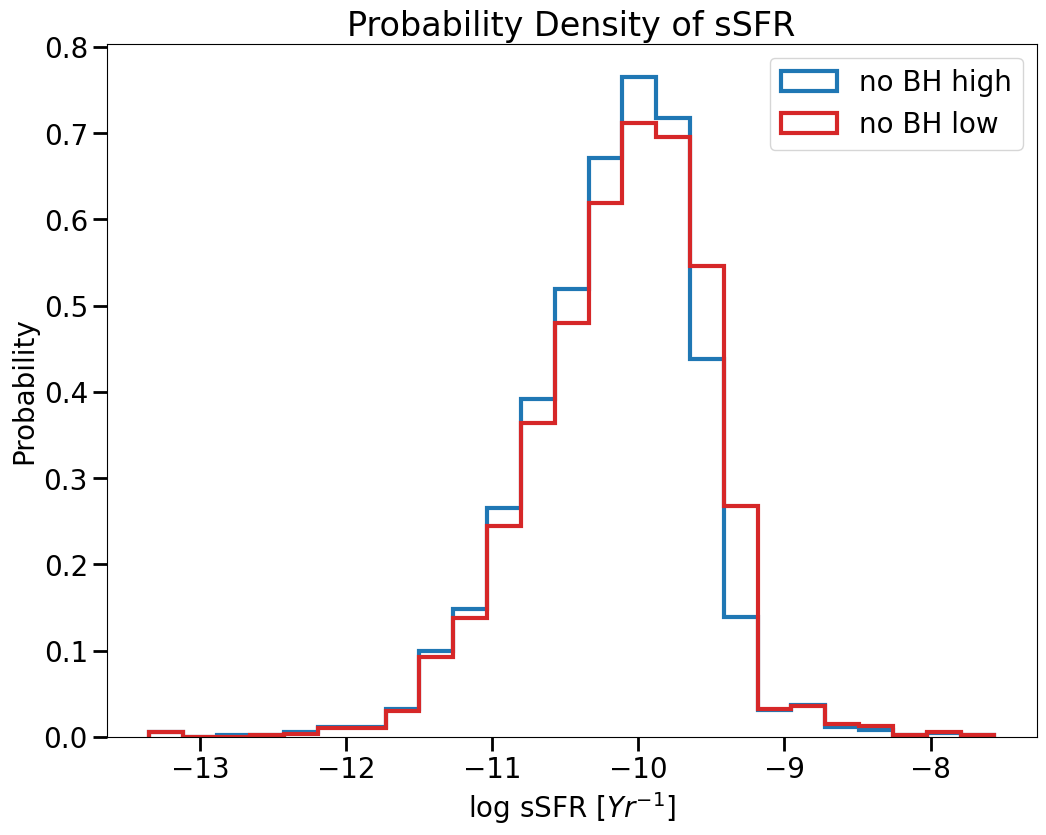 Probability Density of sSFR
no BH high
no BH low
Probability
0.8
0.7
0.6
0.5
0.4
0.3
0.2
0.1
0.0
−13 −12 −11 −10 −9 −8
log sSFR [Yr⁻¹]